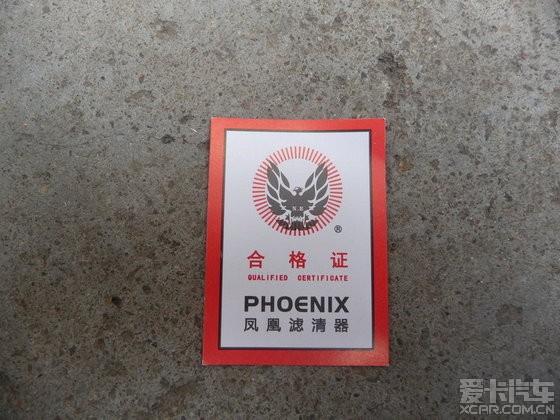 ®
合格证
QUALIFIED CERTIFICATE
PHOENIX
凤凰滤清器
爱卡汽车
XCAR.COM.CN